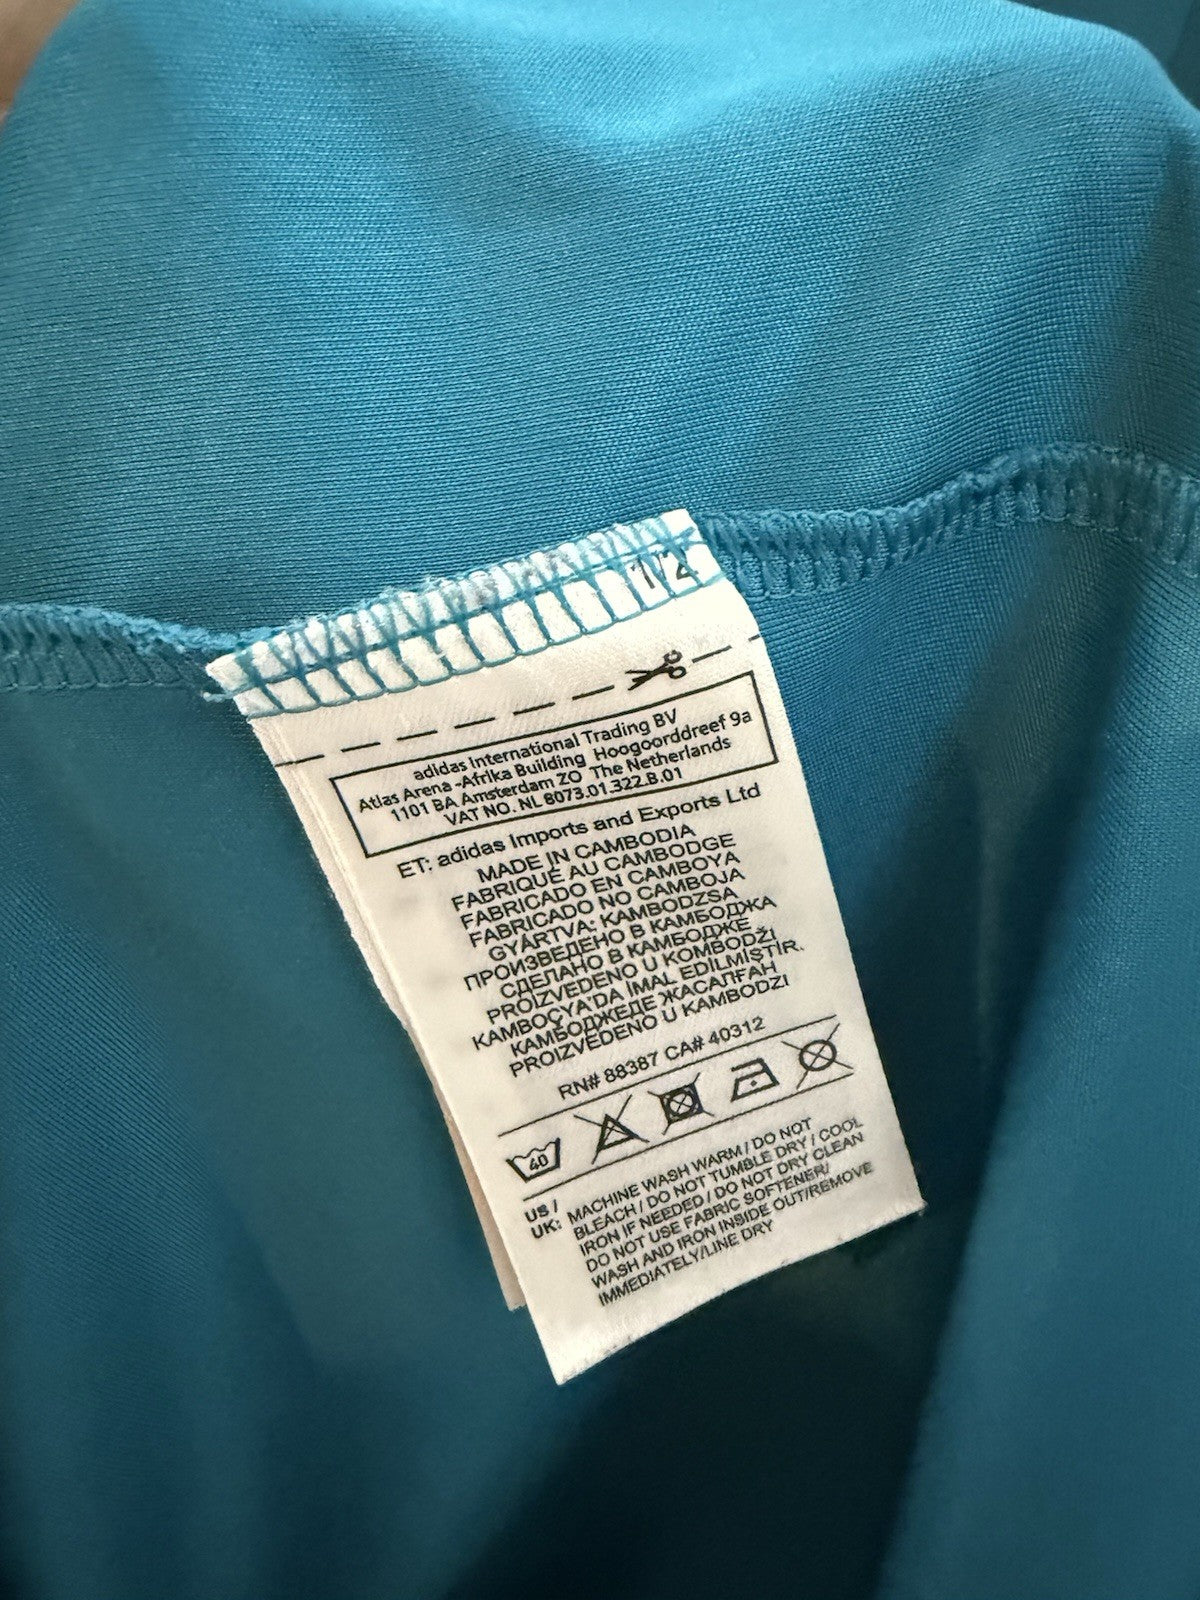 12
adidas International Trading BV
Atlas Arena -Afrika Building Hoogoorddreef 9a
1101 BA Amsterdam ZO The Netherlands
VAT NO. NL 8073.01.322.B.01
ET: adidas Imports and Exports Ltd
MADE IN CAMBODIA
FABRIQUÉ AU CAMBODGE
FABRICADO EN CAMBOYA
FABRICADO NO CAMBOJA
GYÁRTVA: KAMBODZSA
ПРОИЗВЕДЕНО В КАМБОДЖА
СДЕЛАНО В КАМБОДЖЕ
PROIZVEDENO U KOMBODŽI
KAMBOÇYA'DA İMAL EDİLMİŞTİR.
КАМБОДЖЕДЕ ЖАСАЛҒАН
PROIZVEDENO U KAMBODZI
RN# 88387 CA# 40312
40
US / UK: MACHINE WASH WARM / DO NOT
BLEACH / DO NOT TUMBLE DRY / COOL
IRON IF NEEDED / DO NOT DRY CLEAN
DO NOT USE FABRIC SOFTENER/
WASH AND IRON INSIDE OUT/REMOVE
IMMEDIATELY/LINE DRY